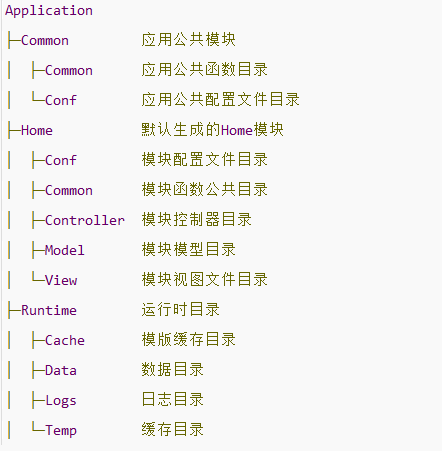 Application
├─Common         应用公共模块
│  ├─Common      应用公共函数目录
│  └─Conf        应用公共配置文件目录
├─Home           默认生成的Home模块
│  ├─Conf        模块配置文件目录
│  ├─Common      模块函数公共目录
│  ├─Controller  模块控制器目录
│  ├─Model       模块模型目录
│  └─View        模块视图文件目录
├─Runtime        运行时目录
│  ├─Cache       模版缓存目录
│  ├─Data        数据目录
│  ├─Logs        日志目录
│  └─Temp        缓存目录